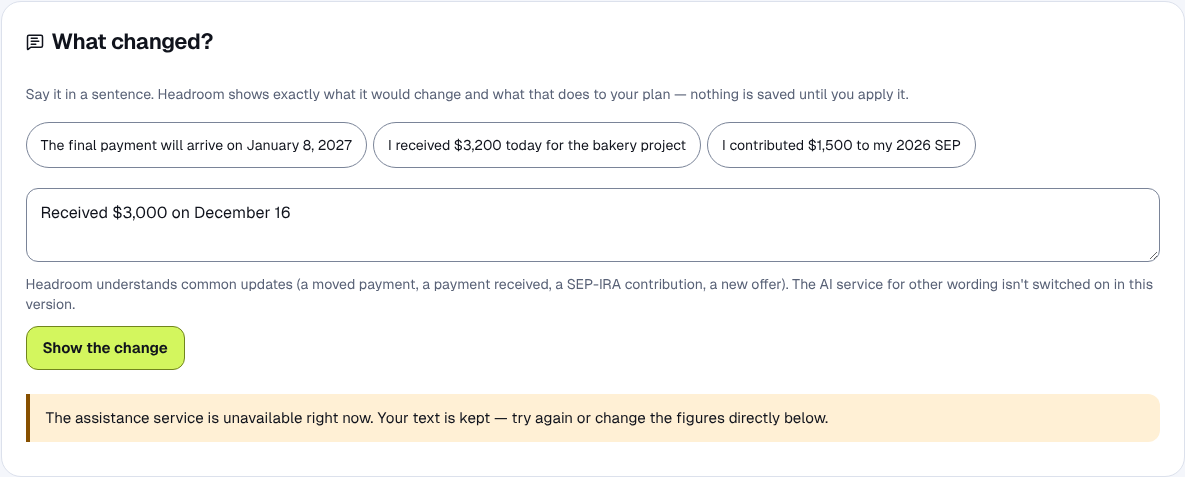 What changed?
Say it in a sentence. Headroom shows exactly what it would change and what that does to your plan — nothing is saved until you apply it.
The final payment will arrive on January 8, 2027
I received $3,200 today for the bakery project
I contributed $1,500 to my 2026 SEP
Received $3,000 on December 16
Headroom understands common updates (a moved payment, a payment received, a SEP-IRA contribution, a new offer). The AI service for other wording isn't switched on in this
version.
Show the change
The assistance service is unavailable right now. Your text is kept — try again or change the figures directly below.